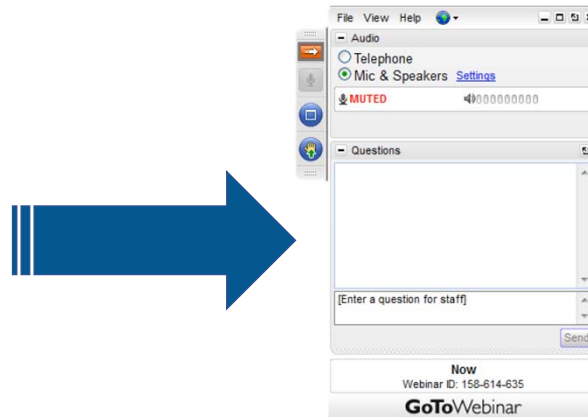 File View Help
Audio
Telephone
Mic & Speakers Settings
MUTED
Questions
[Enter a question for staff]
Send
Now
Webinar ID: 158-614-635
GoToWebinar